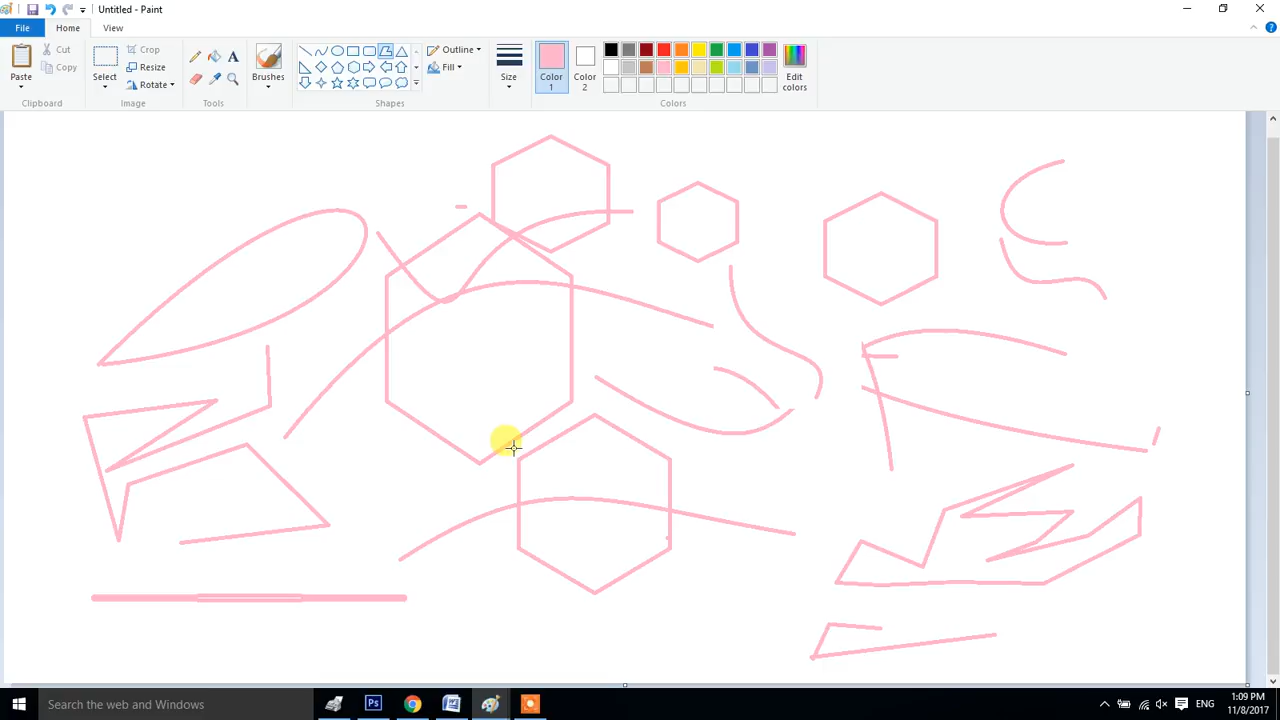 Untitled - Paint
File Home View
Paste
Cut
Copy
Clipboard
Select
Crop
Resize
Rotate
Image
A
Tools
Brushes
Shapes
Outline
Fill
Size
Color
1
Color
2
Edit
colors
Colors
Search the web and Windows
Ps
W
ENG
1:09 PM
11/8/2017